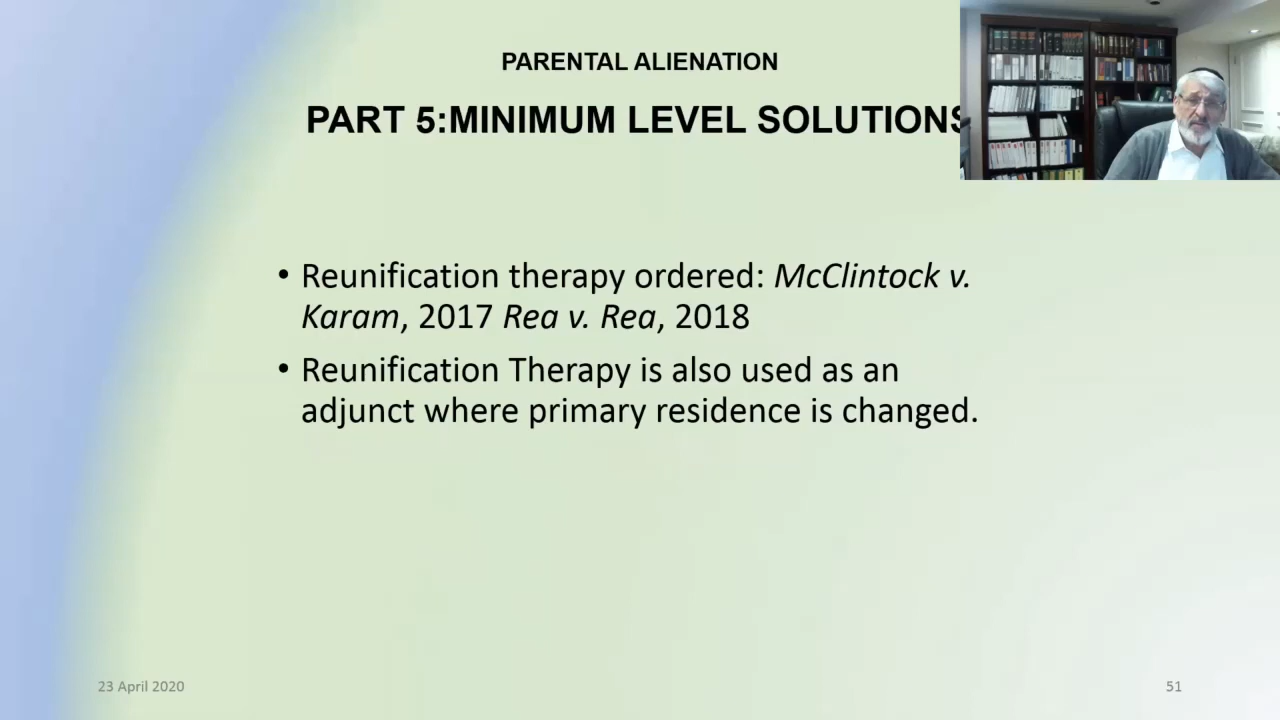 PARENTAL ALIENATION
PART 5:MINIMUM LEVEL SOLUTIONS
• Reunification therapy ordered: McClintock v.
Karam, 2017 Rea v. Rea, 2018
• Reunification Therapy is also used as an
adjunct where primary residence is changed.
23 April 2020
51